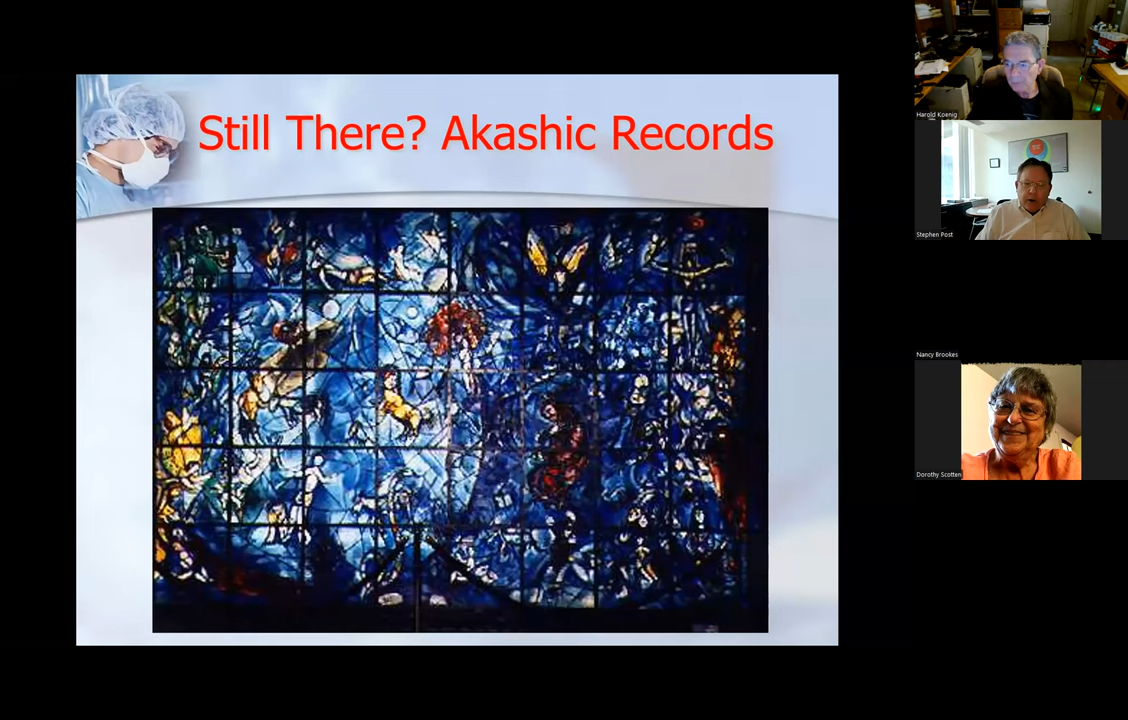 Still There? Akashic Records
Harold Koenig
Stephen Post
Nancy Brookes
Dorothy Scotten